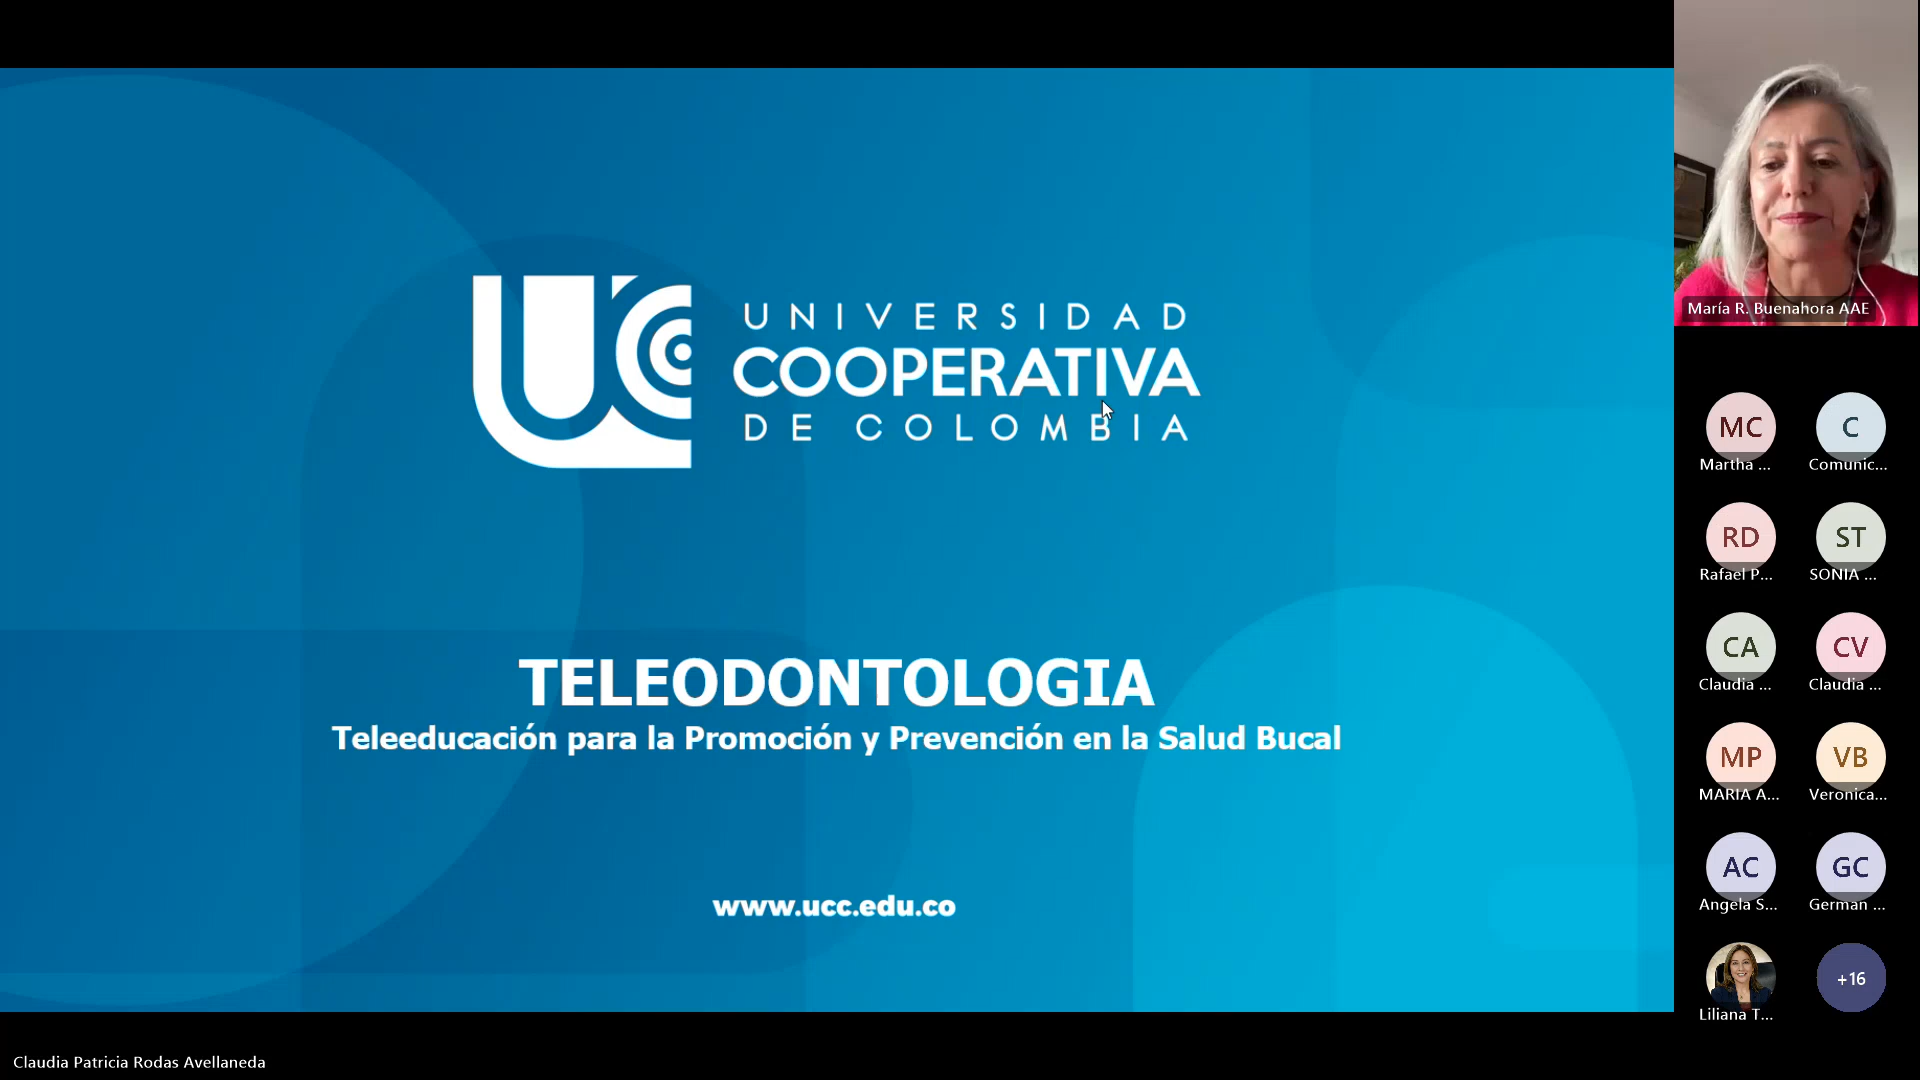 UNIVERSIDAD
COOPERATIVA
DE COLOMBIA
TELEODONTOLOGIA
Teleeducación para la Promoción y Prevención en la Salud Bucal
www.ucc.edu.co
Claudia Patricia Rodas Avellaneda
María R. Buenahora AAE
MC
Martha ...
C
Comunic...
RD
Rafael P...
ST
SONIA ...
CA
Claudia ...
CV
Claudia ...
MP
MARIA A...
VB
Veronica...
AC
Angela S...
GC
German ...
Liliana T...
+16